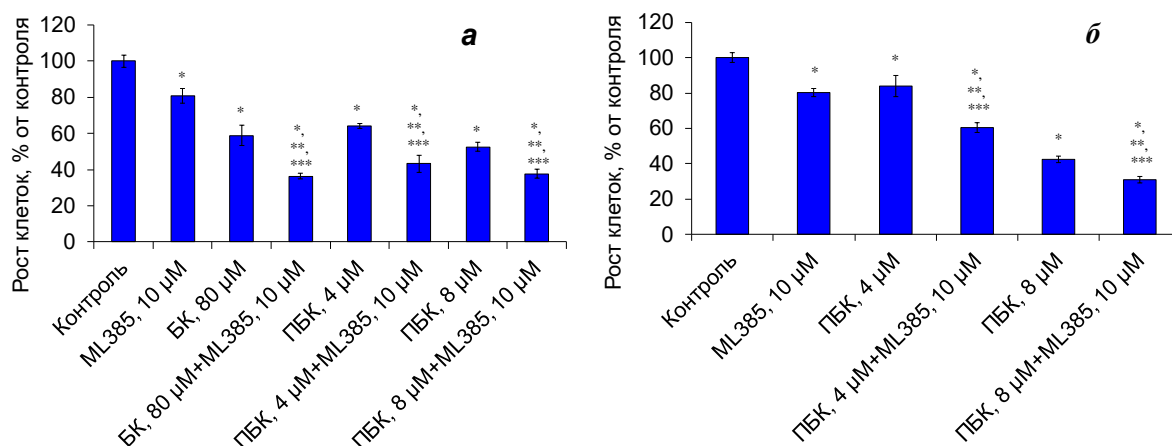 Рост клеток, % от контроля
120
100
80
60
40
20
0
а
*
*
*,
**,
***
*
*,
**,
***
*
*,
**,
***
Контроль
ML385, 10 μM
БК, 80 μM
БК, 80 μM+ML385, 10 μM
ПБК, 4 μM
ПБК, 4 μM+ML385, 10 μM
ПБК, 8 μM
ПБК, 8 μM+ML385, 10 μM
Рост клеток, % от контроля
120
100
80
60
40
20
0
б
*
*
*,
**,
***
*
*,
**,
***
Контроль
ML385, 10 μM
ПБК, 4 μM
ПБК, 4 μM+ML385, 10 μM
ПБК, 8 μM
ПБК, 8 μM+ML385, 10 μM